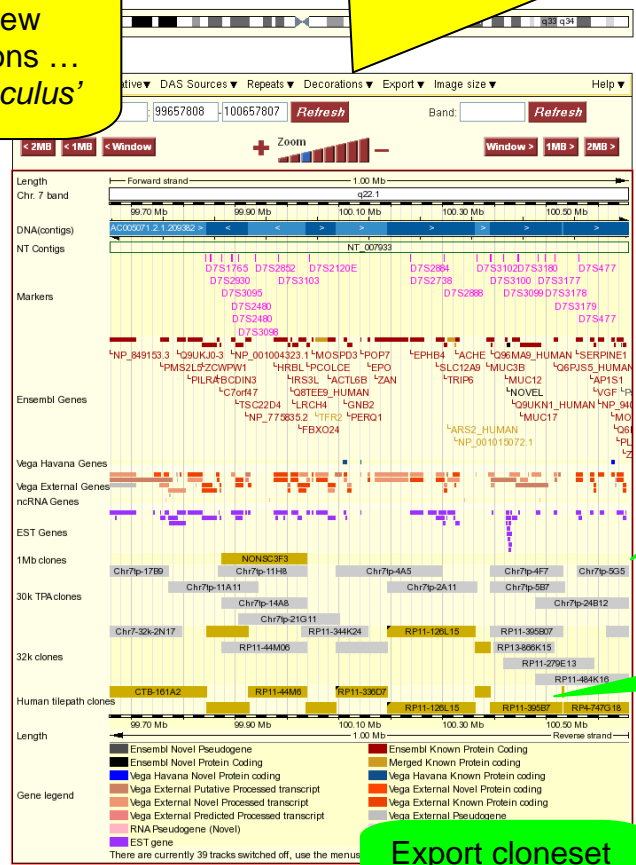 ew
ons …
culus’
q33 q34
ative▾ DAS Sources▾ Repeats▾ Decorations▾ Export▾ Image size▾ Help▾
: 99657808 - 100657807 Refresh Band: Refresh
< 2MB < 1MB < Window + Zoom – Window > 1MB > 2MB >
Length Forward strand 1.00 Mb
Chr. 7 band q22.1
99.70 Mb 99.90 Mb 100.10 Mb 100.30 Mb 100.50 Mb
DNA(contigs) AC005071.2.1.209382 > < < > < > > > >
NT Contigs NT_007933
D7S1765 D7S2852 D7S2120E D7S2884 D7S3102 D7S3180 D7S477
D7S2930 D7S3103 D7S2738 D7S3100 D7S3177
D7S3095 D7S2888 D7S3099 D7S3178
Markers
D7S2480 D7S3179
D7S2480 D7S477
D7S3098
NP_849153.3 Q9UKJ0-3 NP_001004323.1 MOSPD3 POP7 EPHB4 ACHE Q96MA9_HUMAN SERPINE1
PMS2L5 ZCWPW1 HRBL PCOLCE EPO SLC12A9 MUC3B Q6PJS5_HUMAN
PILRA BCDIN3 IRS3L ACTL6B ZAN TRIP6 MUC12 AP1S1
C7orf47 Q8TEE9_HUMAN NOVEL VGF
Ensembl Genes
TSC22D4 LRCH4 GNB2 Q9UKN1_HUMAN NP_940
NP_775835.2 TFR2 PERQ1 MUC17 MO
FBXO24 ARS2_HUMAN Q6
NP_001015072.1 PL
Z
Vega Havana Genes
Vega External Genes
ncRNA Genes
EST Genes
1Mb clones NONSC3F3
Chr7tp-17B9 Chr7tp-11H8 Chr7tp-4A5 Chr7tp-4F7 Chr7tp-5G5
Chr7tp-11A11 Chr7tp-2A11 Chr7tp-5B7
30k TPA clones
Chr7tp-14A8 Chr7tp-24B12
Chr7tp-21G11
Chr7-32k-2N17 RP11-344K24 RP11-126L15 RP11-395B07
RP11-44M06 RP13-866K15
32k clones
RP11-279E13
RP11-484K16
CTB-161A2 RP11-44M6 RP11-336D7
Human tilepath clones
RP11-126L15 RP11-395B7 RP4-747G18
99.70 Mb 99.90 Mb 100.10 Mb 100.30 Mb 100.50 Mb
Length 1.00 Mb Reverse strand
Ensembl Novel Pseudogene Ensembl Known Protein Coding
Ensembl Novel Protein Coding Merged Known Protein Coding
Vega Havana Novel Protein coding Vega Havana Known Protein coding
Vega External Putative Processed transcript Vega External Novel Protein coding
Gene legend
Vega External Novel Processed transcript Vega External Known Protein coding
Vega External Predicted Processed transcript Vega External Pseudogene
RNA Pseudogene (Novel)
EST gene
There are currently 39 tracks switched off, use the menus
Export cloneset